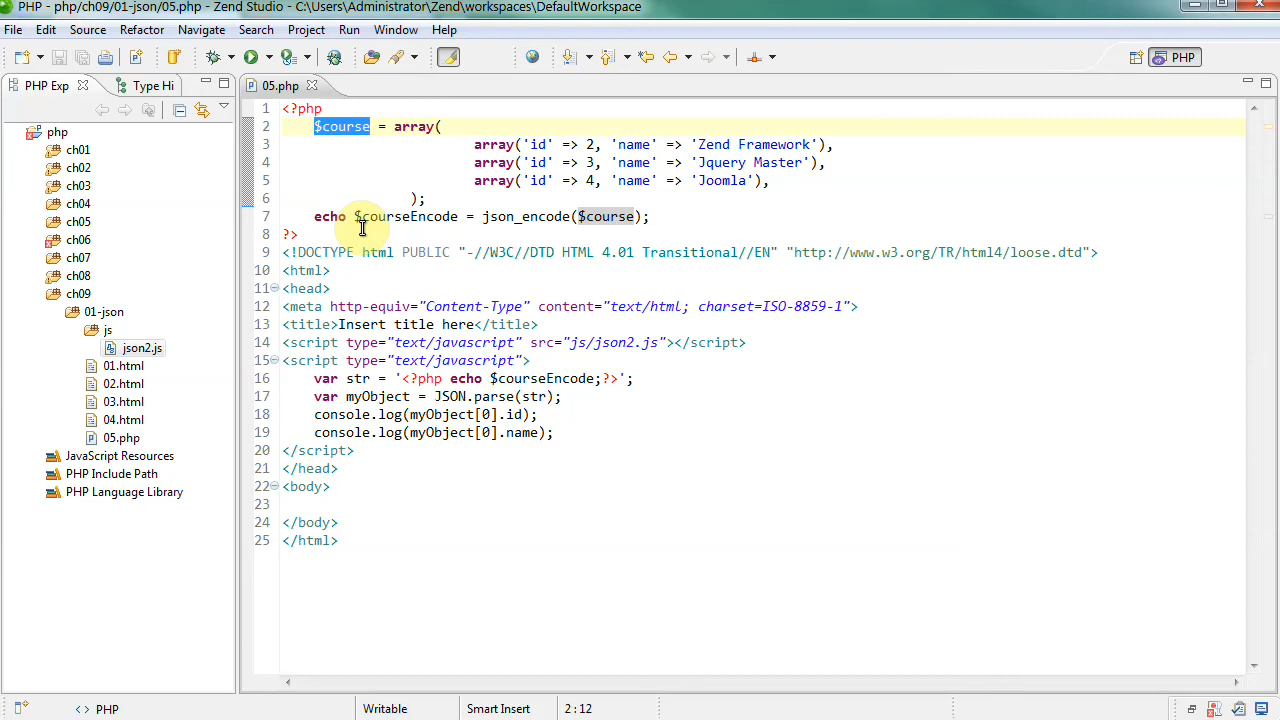 PHP - php/ch09/01-json/05.php - Zend Studio - C:\Users\Administrator\Zend\workspaces\DefaultWorkspace
File Edit Source Refactor Navigate Search Project Run Window Help
PHP
PHP Exp
Type Hi
05.php
php
ch01
ch02
ch03
ch04
ch05
ch06
ch07
ch08
ch09
01-json
js
json2.js
01.html
02.html
03.html
04.html
05.php
JavaScript Resources
PHP Include Path
PHP Language Library
1 <?php
2 $course = array(
3 array('id' => 2, 'name' => 'Zend Framework'),
4 array('id' => 3, 'name' => 'Jquery Master'),
5 array('id' => 4, 'name' => 'Joomla'),
6 );
7 echo $courseEncode = json_encode($course);
8 ?>
9 <!DOCTYPE html PUBLIC "-//W3C//DTD HTML 4.01 Transitional//EN" "http://www.w3.org/TR/html4/loose.dtd">
10 <html>
11 <head>
12 <meta http-equiv="Content-Type" content="text/html; charset=ISO-8859-1">
13 <title>Insert title here</title>
14 <script type="text/javascript" src="js/json2.js"></script>
15 <script type="text/javascript">
16 var str = '<?php echo $courseEncode;?>';
17 var myObject = JSON.parse(str);
18 console.log(myObject[0].id);
19 console.log(myObject[0].name);
20 </script>
21 </head>
22 <body>
23
24 </body>
25 </html>
<> PHP
Writable
Smart Insert
2 : 12